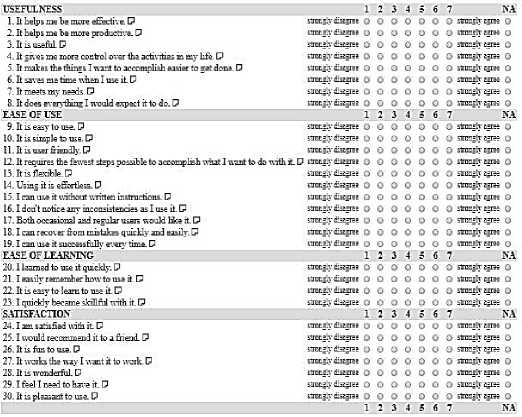 USEFULNESS 1 2 3 4 5 6 7 NA
1. It helps me be more effective. strongly disagree strongly agree
2. It helps me be more productive. strongly disagree strongly agree
3. It is useful. strongly disagree strongly agree
4. It gives me more control over the activities in my life. strongly disagree strongly agree
5. It makes the things I want to accomplish easier to get done. strongly disagree strongly agree
6. It saves me time when I use it. strongly disagree strongly agree
7. It meets my needs. strongly disagree strongly agree
8. It does everything I would expect it to do. strongly disagree strongly agree
EASE OF USE 1 2 3 4 5 6 7 NA
9. It is easy to use. strongly disagree strongly agree
10. It is simple to use. strongly disagree strongly agree
11. It is user friendly. strongly disagree strongly agree
12. It requires the fewest steps possible to accomplish what I want to do with it. strongly disagree strongly agree
13. It is flexible. strongly disagree strongly agree
14. Using it is effortless. strongly disagree strongly agree
15. I can use it without written instructions. strongly disagree strongly agree
16. I don't notice any inconsistencies as I use it. strongly disagree strongly agree
17. Both occasional and regular users would like it. strongly disagree strongly agree
18. I can recover from mistakes quickly and easily. strongly disagree strongly agree
19. I can use it successfully every time. strongly disagree strongly agree
EASE OF LEARNING 1 2 3 4 5 6 7 NA
20. I learned to use it quickly. strongly disagree strongly agree
21. I easily remember how to use it. strongly disagree strongly agree
22. It is easy to learn to use it. strongly disagree strongly agree
23. I quickly became skillful with it. strongly disagree strongly agree
SATISFACTION 1 2 3 4 5 6 7 NA
24. I am satisfied with it. strongly disagree strongly agree
25. I would recommend it to a friend. strongly disagree strongly agree
26. It is fun to use. strongly disagree strongly agree
27. It works the way I want it to work. strongly disagree strongly agree
28. It is wonderful. strongly disagree strongly agree
29. I feel I need to have it. strongly disagree strongly agree
30. It is pleasant to use. strongly disagree strongly agree
1 2 3 4 5 6 7 NA